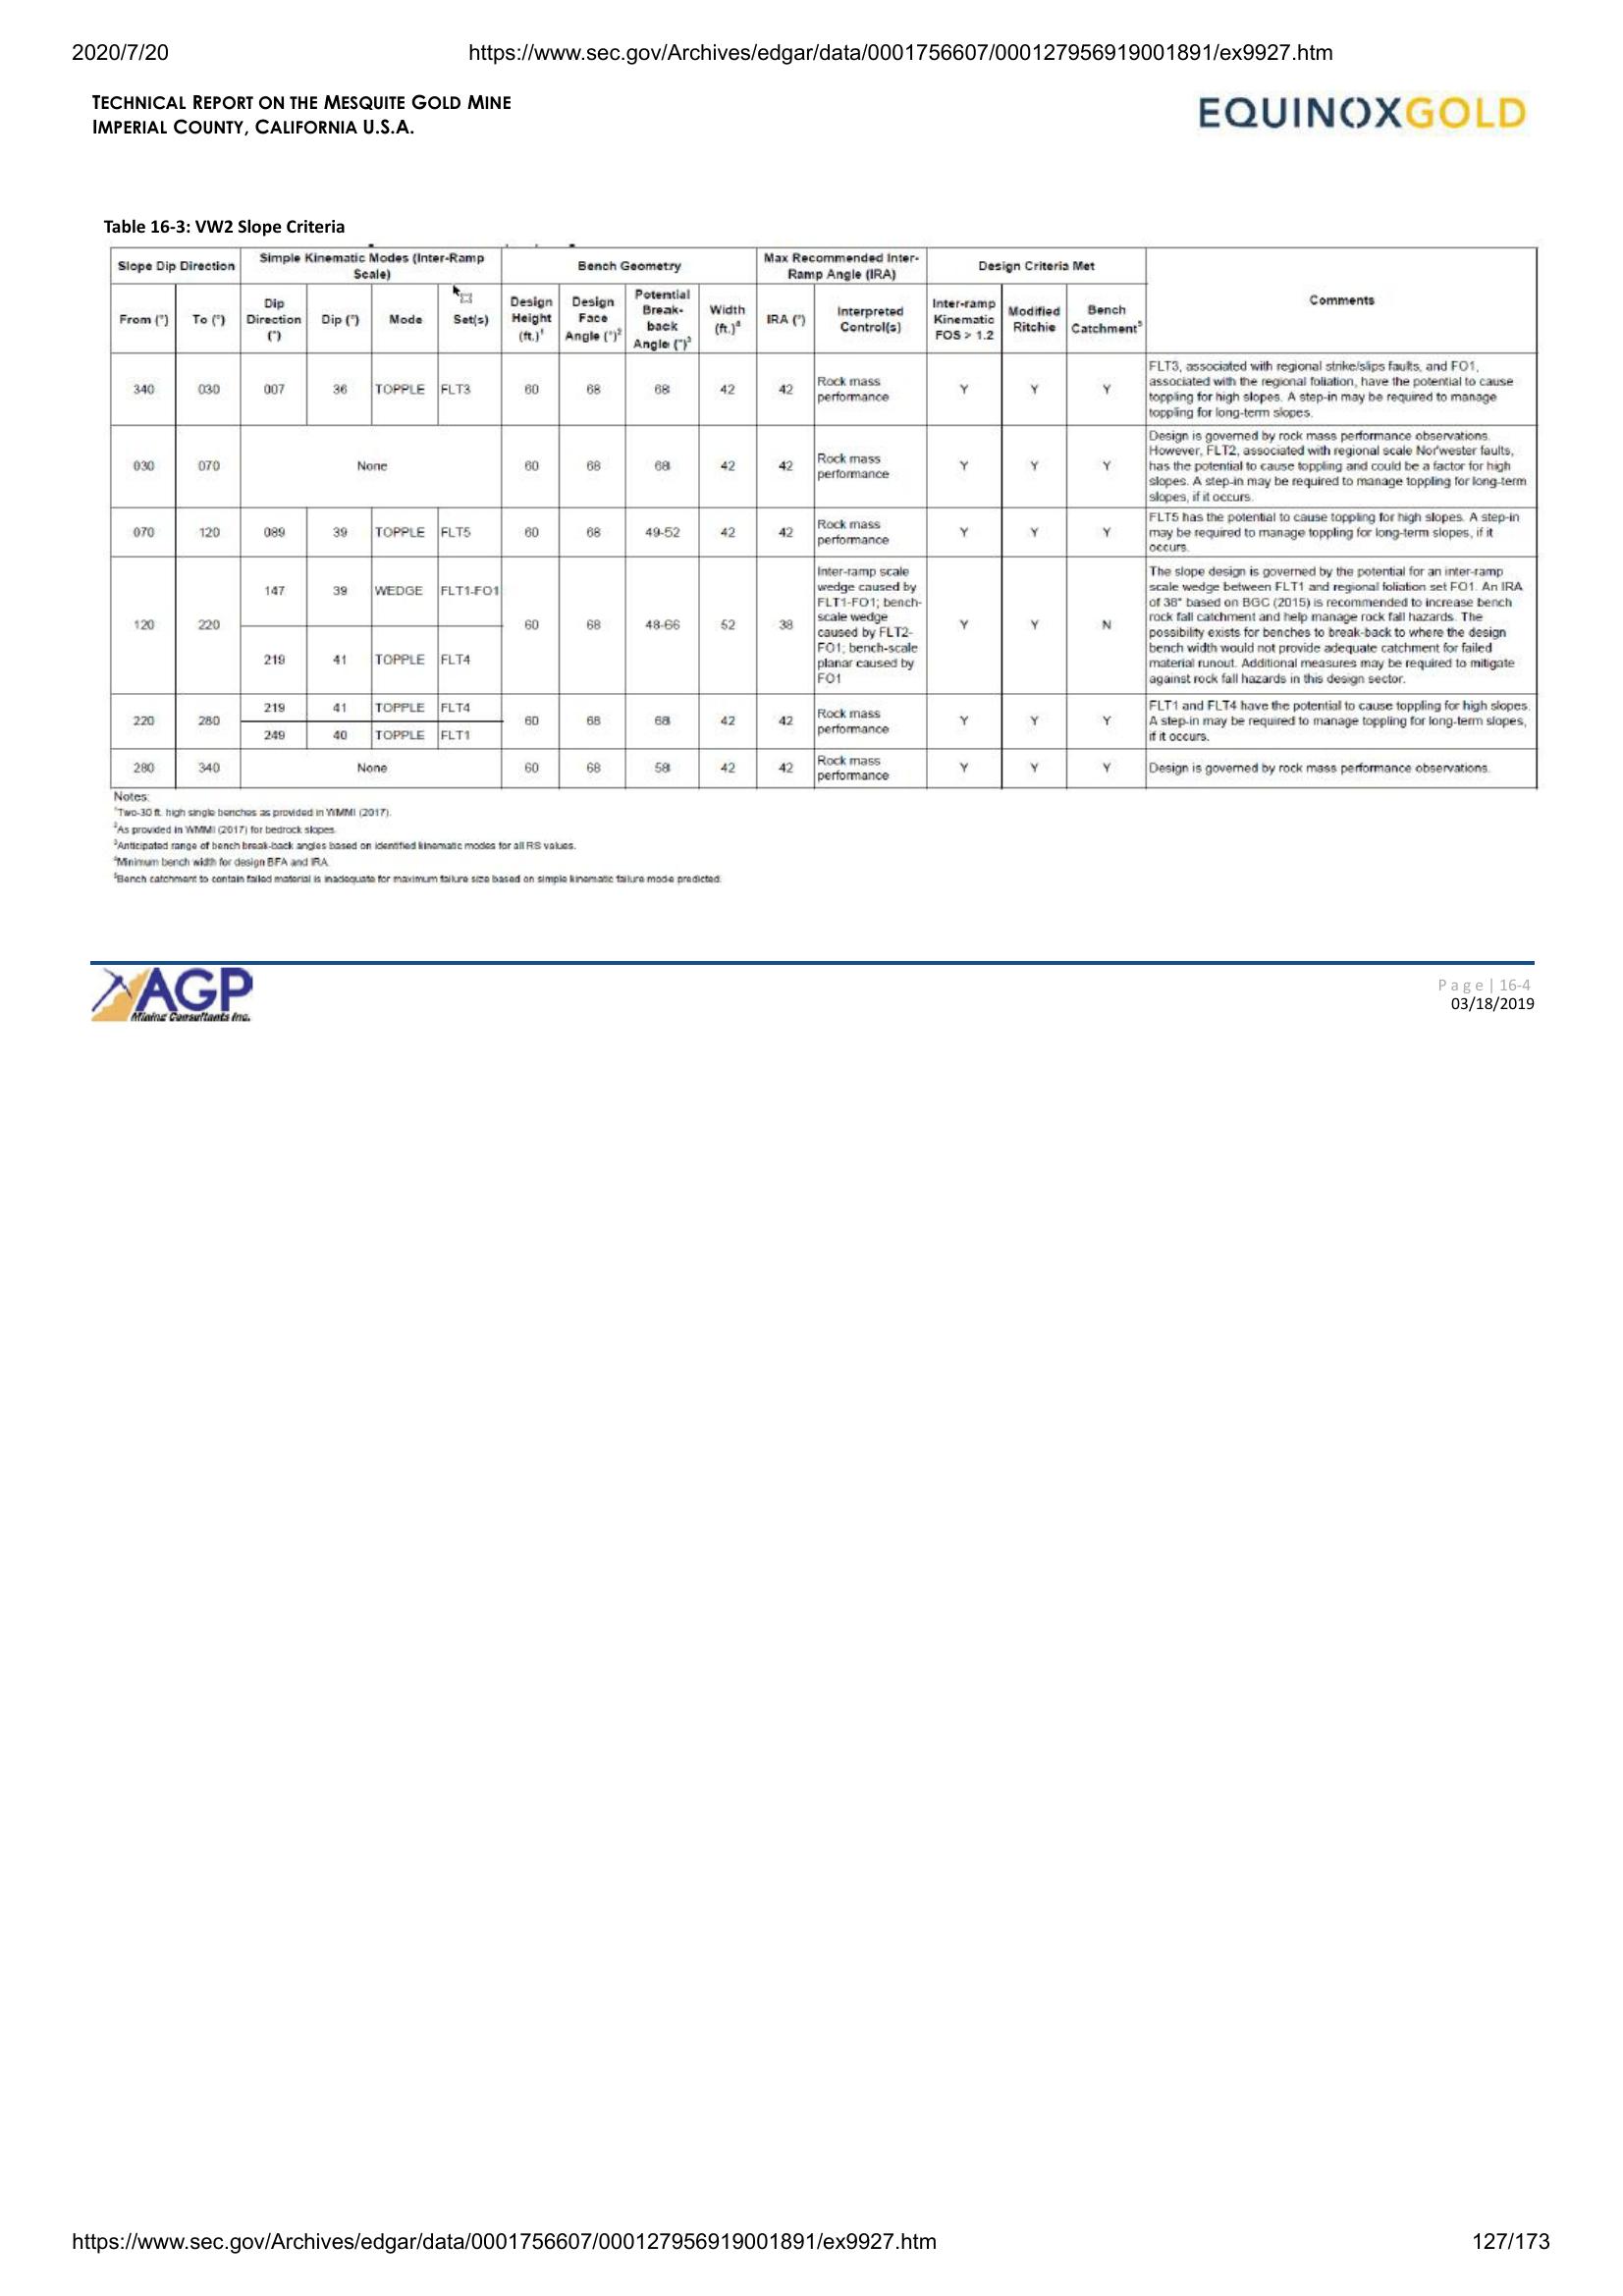 2020/7/20 https://www.sec.gov/Archives/edgar/data/0001756607/000127956919001891/ex9927.htm
TECHNICAL REPORT ON THE MESQUITE GOLD MINE
IMPERIAL COUNTY, CALIFORNIA U.S.A.
EQUINOXGOLD
Table 16-3: VW2 Slope Criteria
Slope Dip Direction | Simple Kinematic Modes (Inter-Ramp Scale) | Bench Geometry | Max Recommended Inter-Ramp Angle (IRA) | Design Criteria Met | Comments
From (°) | To (°) | Dip Direction (°) | Dip (°) | Mode | Set(s) | Design Height (ft.)¹ | Design Face Angle (°)² | Potential Break-back Angle (°)³ | Width (ft.)⁴ | IRA (°) | Interpreted Control(s) | Inter-ramp Kinematic FOS > 1.2 | Modified Ritchie | Bench Catchment⁵
340 | 030 | 007 | 36 | TOPPLE | FLT3 | 60 | 68 | 68 | 42 | 42 | Rock mass performance | Y | Y | Y | FLT3, associated with regional strike/slips faults, and FO1, associated with the regional foliation, have the potential to cause toppling for high slopes. A step-in may be required to manage toppling for long-term slopes.
030 | 070 | None | 60 | 68 | 68 | 42 | 42 | Rock mass performance | Y | Y | Y | Design is governed by rock mass performance observations. However, FLT2, associated with regional scale Nor'wester faults, has the potential to cause toppling and could be a factor for high slopes. A step-in may be required to manage toppling for long-term slopes, if it occurs.
070 | 120 | 089 | 39 | TOPPLE | FLT5 | 60 | 68 | 49-52 | 42 | 42 | Rock mass performance | Y | Y | Y | FLT5 has the potential to cause toppling for high slopes. A step-in may be required to manage toppling for long-term slopes, if it occurs.
120 | 220 | 147 | 39 | WEDGE | FLT1-FO1 | 60 | 68 | 48-66 | 52 | 38 | Inter-ramp scale wedge caused by FLT1-FO1; bench-scale wedge caused by FLT2-FO1; bench-scale planar caused by FO1 | Y | Y | N | The slope design is governed by the potential for an inter-ramp scale wedge between FLT1 and regional foliation set FO1. An IRA of 38° based on BGC (2015) is recommended to increase bench rock fall catchment and help manage rock fall hazards. The possibility exists for benches to break-back to where the design bench width would not provide adequate catchment for failed material runout. Additional measures may be required to mitigate against rock fall hazards in this design sector.
219 | 41 | TOPPLE | FLT4
220 | 280 | 219 | 41 | TOPPLE | FLT4 | 60 | 68 | 68 | 42 | 42 | Rock mass performance | Y | Y | Y | FLT1 and FLT4 have the potential to cause toppling for high slopes. A step-in may be required to manage toppling for long-term slopes, if it occurs.
249 | 40 | TOPPLE | FLT1
280 | 340 | None | 60 | 68 | 58 | 42 | 42 | Rock mass performance | Y | Y | Y | Design is governed by rock mass performance observations.
Notes:
¹Two-30 ft. high single benches as provided in WMMI (2017).
²As provided in WMMI (2017) for bedrock slopes.
³Anticipated range of bench break-back angles based on identified kinematic modes for all RS values.
⁴Minimum bench width for design BFA and IRA.
⁵Bench catchment to contain failed material is inadequate for maximum failure size based on simple kinematic failure mode predicted.
AGP
Mining Consultants Inc.
Page | 16-4
03/18/2019
https://www.sec.gov/Archives/edgar/data/0001756607/000127956919001891/ex9927.htm 127/173